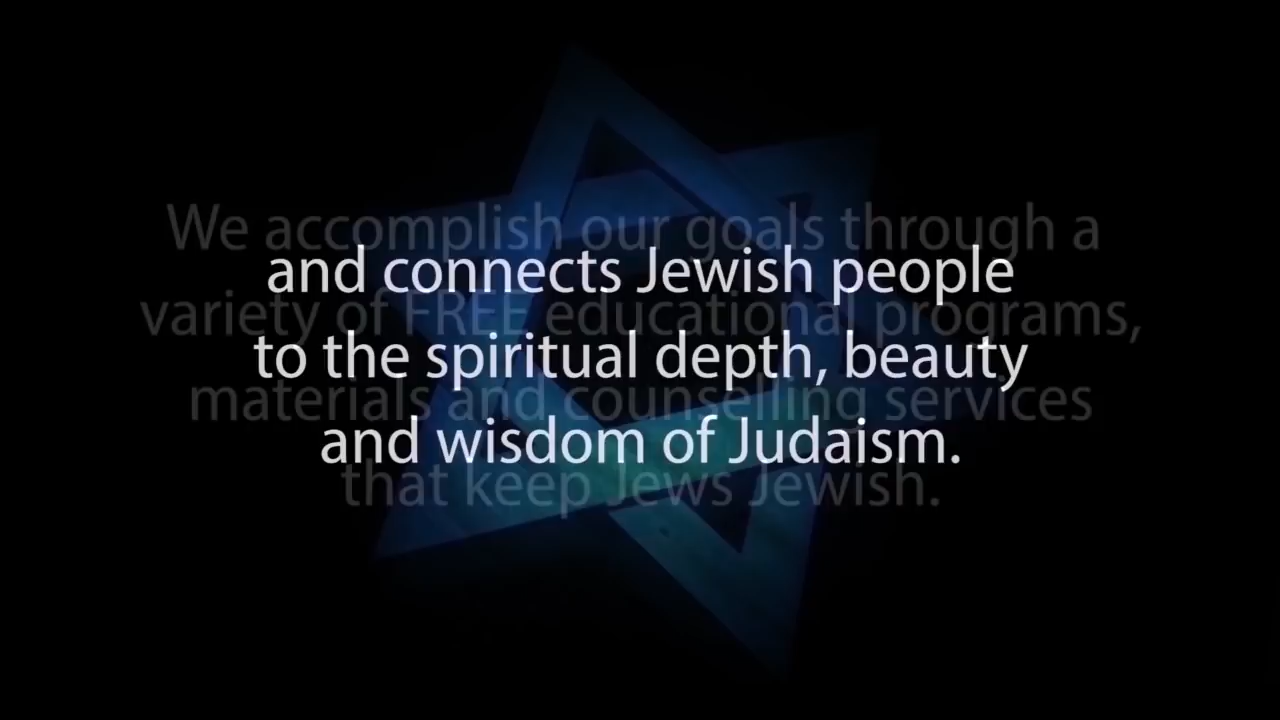 We accomplish our goals through a
and connects Jewish people
variety of FREE educational programs,
to the spiritual depth, beauty
materials and counselling services
and wisdom of Judaism.
that keep Jews Jewish.